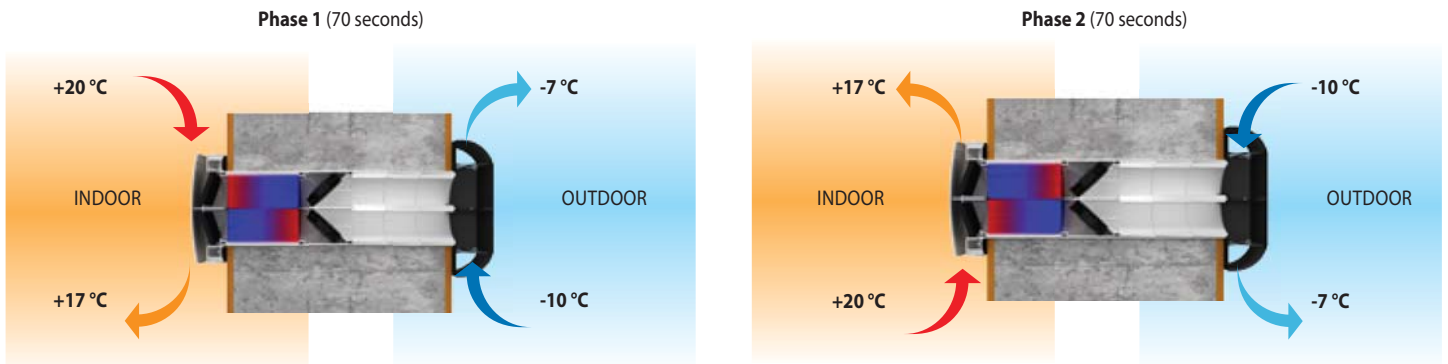 Phase 1 (70 seconds)
+20 °C
-7 °C
INDOOR
OUTDOOR
+17 °C
-10 °C
Phase 2 (70 seconds)
+17 °C
-10 °C
INDOOR
OUTDOOR
+20 °C
-7 °C